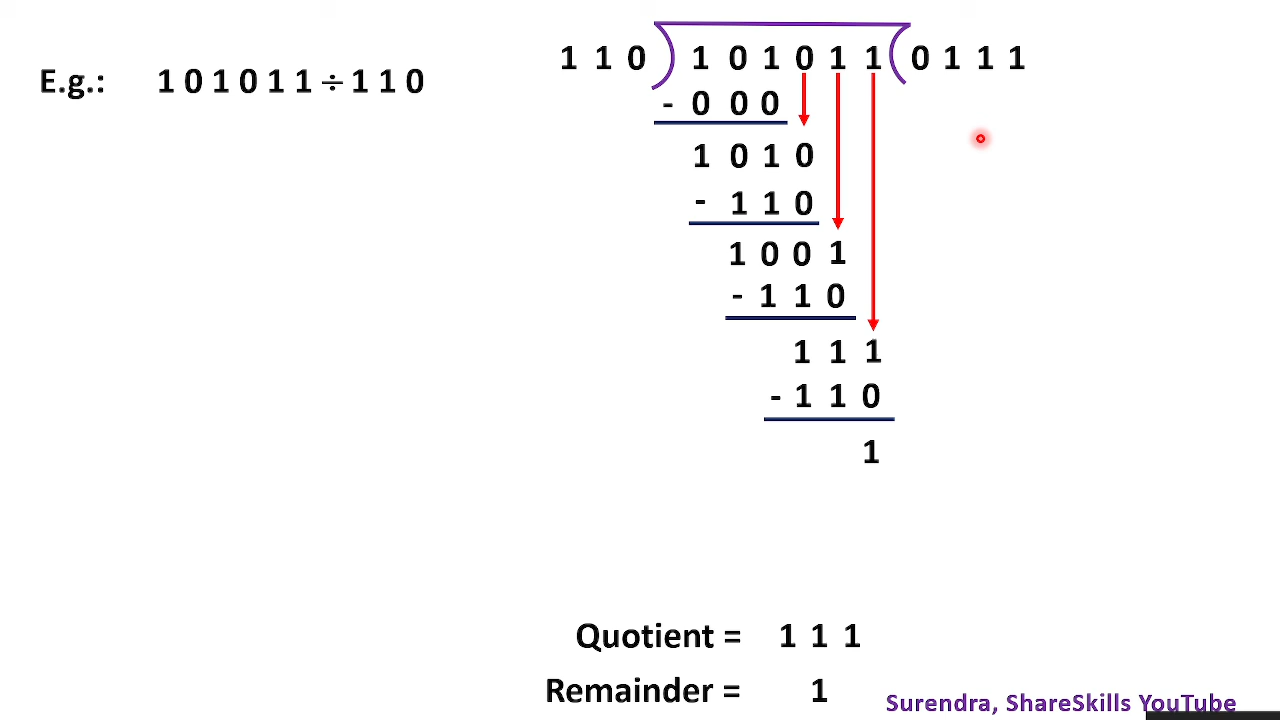 E.g.: 1 0 1 0 1 1 ÷ 1 1 0
1 1 0 ) 1 0 1 0 1 1 ( 0 1 1 1
- 0 0 0
1 0 1 0
- 1 1 0
1 0 0 1
- 1 1 0
1 1 1
- 1 1 0
1
Quotient = 1 1 1
Remainder = 1
Surendra, ShareSkills YouTube